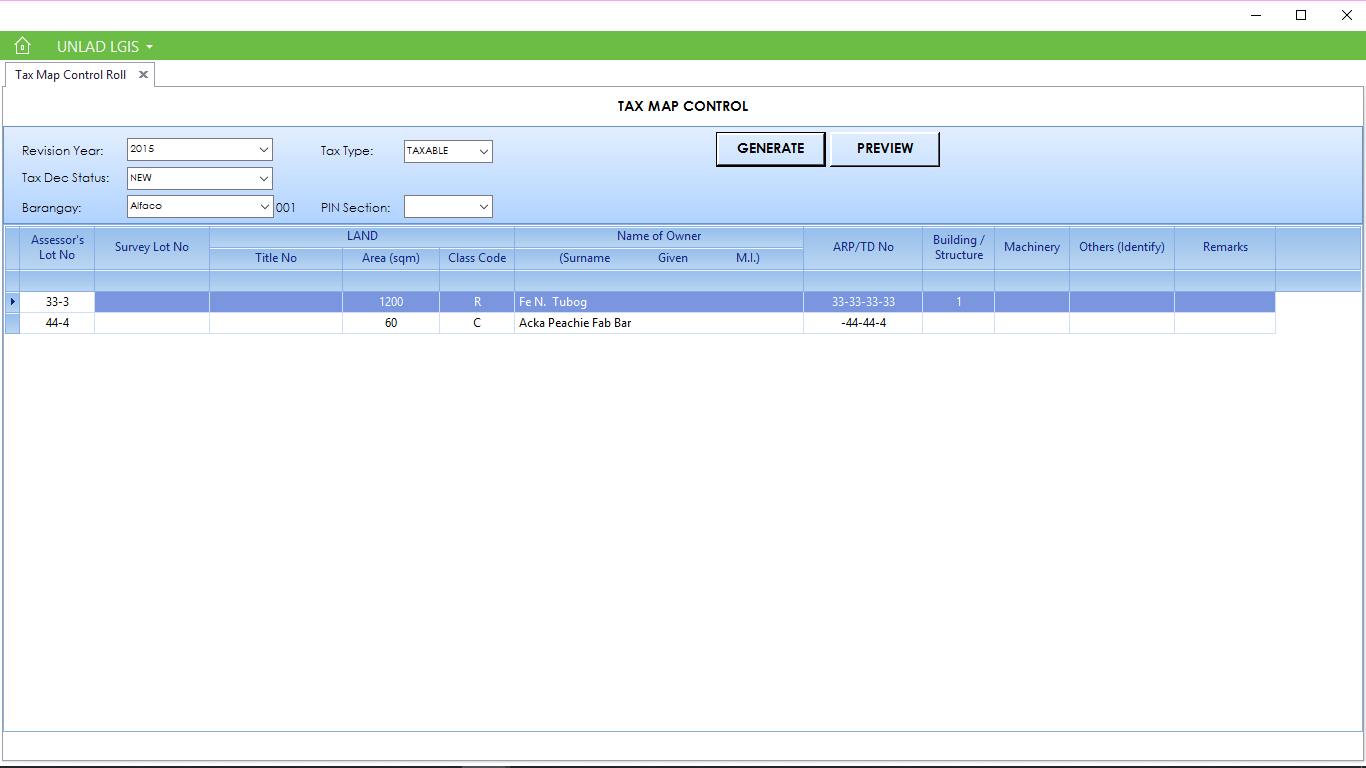 UNLAD LGIS
Tax Map Control Roll
TAX MAP CONTROL
Revision Year: 2015 Tax Type: TAXABLE GENERATE PREVIEW
Tax Dec Status: NEW
Barangay: Alfaco 001 PIN Section:
Assessor's Lot No Survey Lot No LAND Name of Owner ARP/TD No Building / Structure Machinery Others (Identify) Remarks
Title No Area (sqm) Class Code (Surname Given M.I.)
33-3 1200 R Fe N. Tubog 33-33-33-33 1
44-4 60 C Acka Peachie Fab Bar -44-44-4